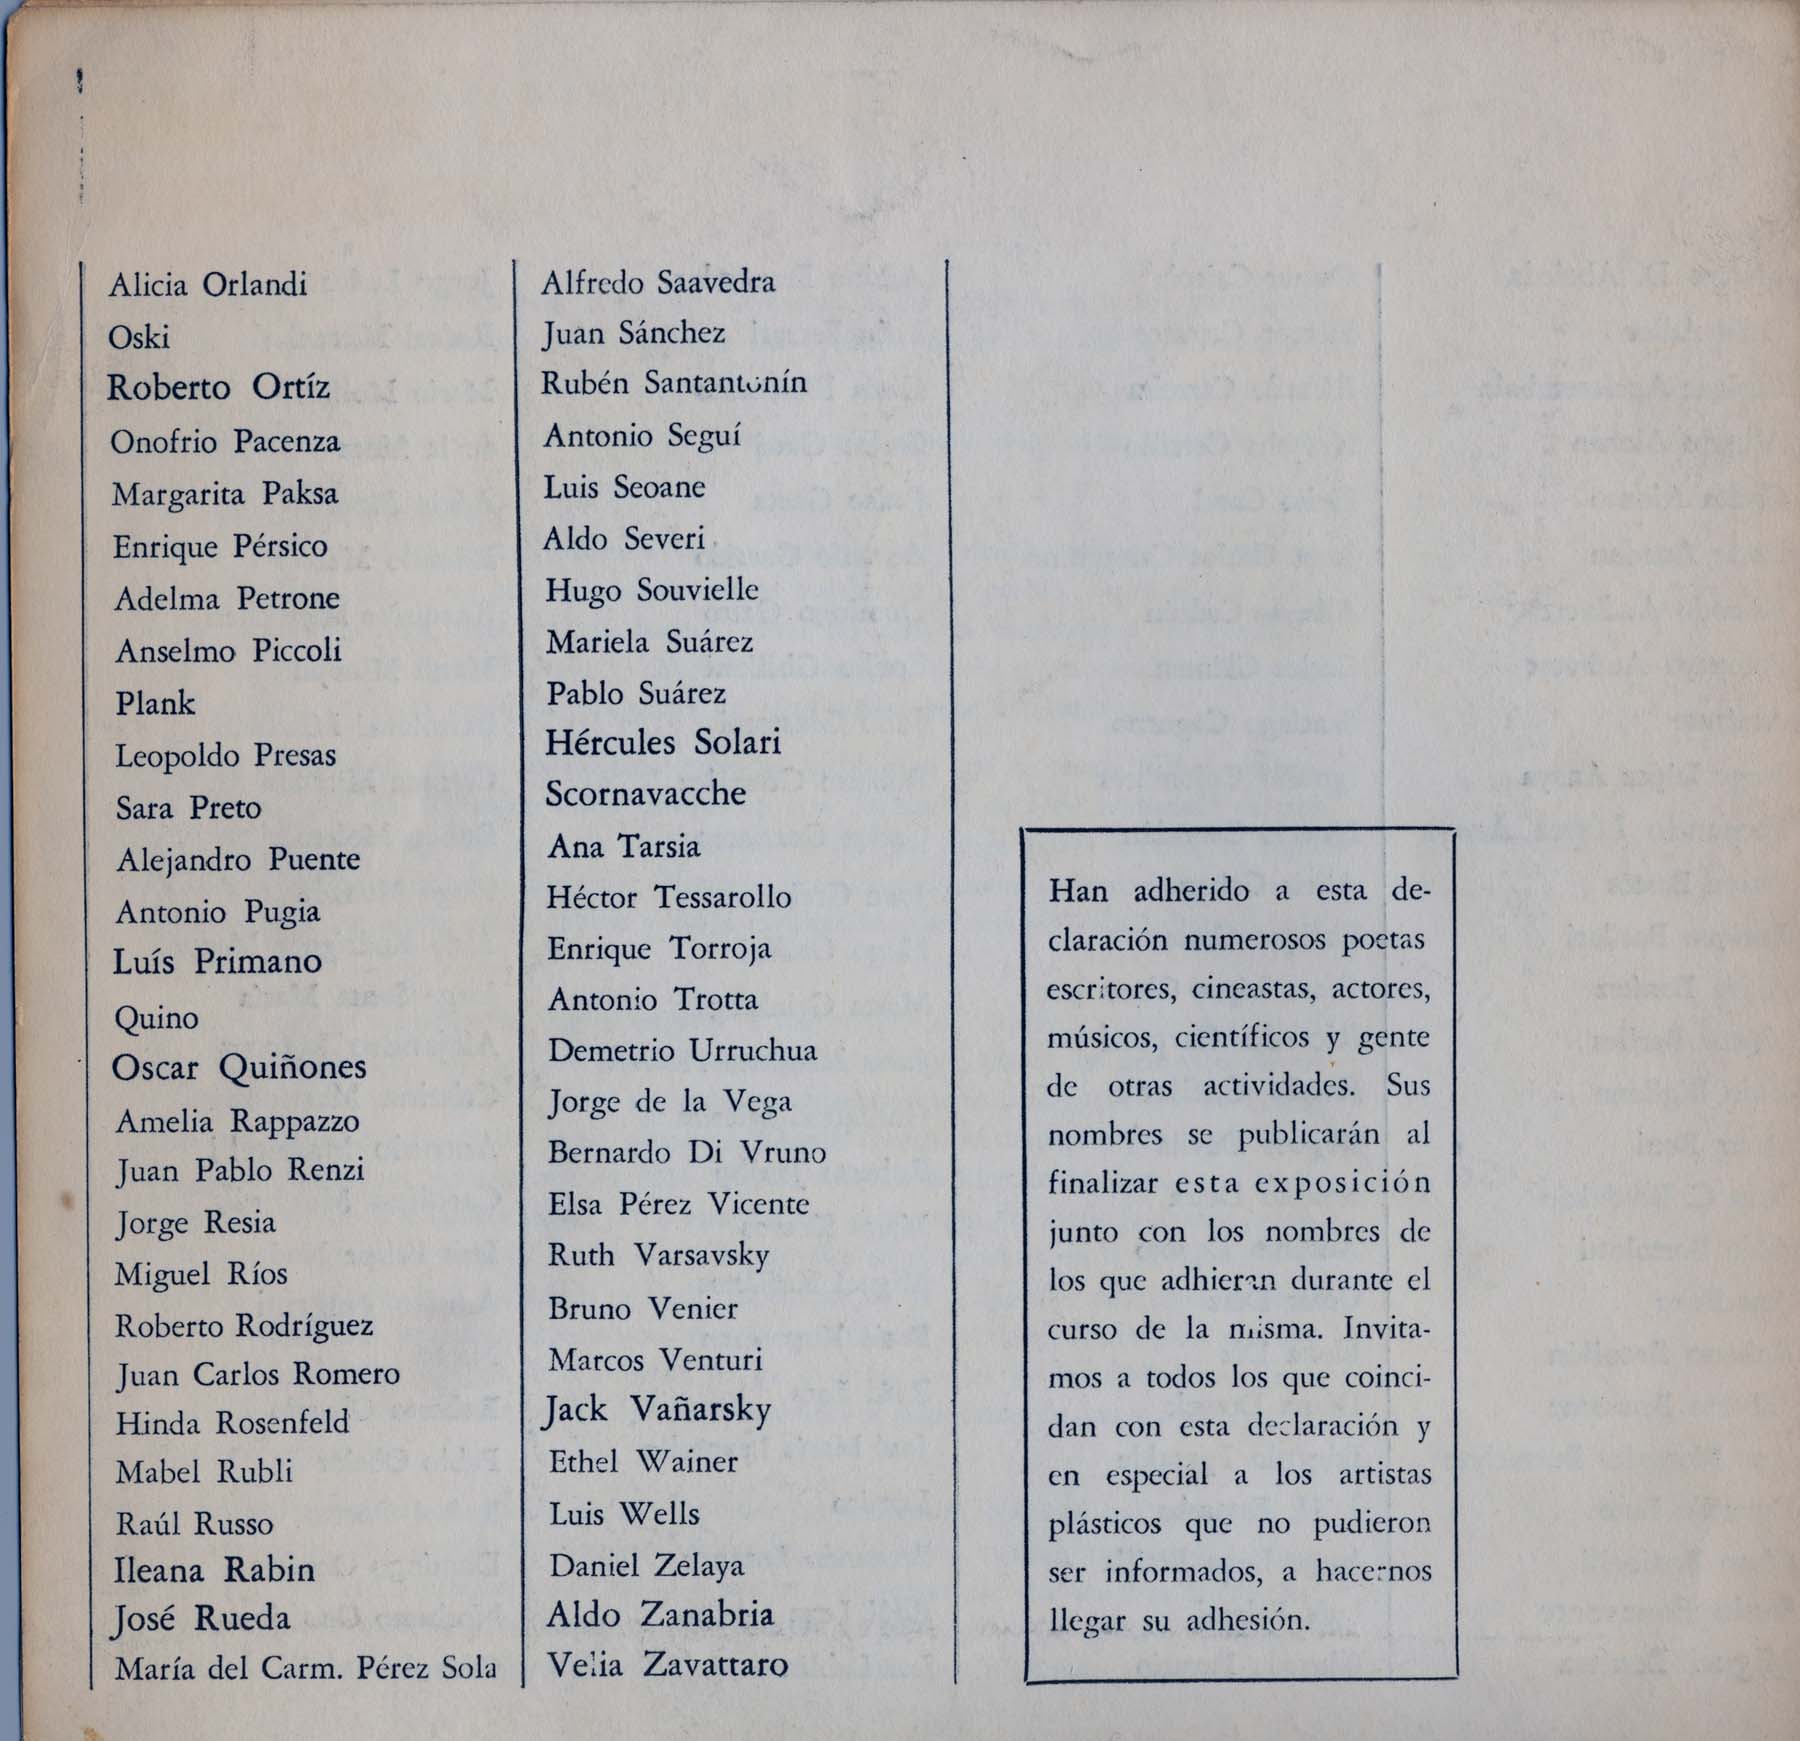 Alicia Orlandi
Oski
Roberto Ortíz
Onofrio Pacenza
Margarita Paksa
Enrique Pérsico
Adelma Petrone
Anselmo Piccoli
Plank
Leopoldo Presas
Sara Preto
Alejandro Puente
Antonio Pugia
Luís Primano
Quino
Oscar Quiñones
Amelia Rappazzo
Juan Pablo Renzi
Jorge Resia
Miguel Ríos
Roberto Rodríguez
Juan Carlos Romero
Hinda Rosenfeld
Mabel Rubli
Raúl Russo
Ileana Rabin
José Rueda
María del Carm. Pérez Sola
Alfredo Saavedra
Juan Sánchez
Rubén Santantonín
Antonio Seguí
Luis Seoane
Aldo Severi
Hugo Souvielle
Mariela Suárez
Pablo Suárez
Hércules Solari
Scornavacche
Ana Tarsia
Héctor Tessarollo
Enrique Torroja
Antonio Trotta
Demetrio Urruchua
Jorge de la Vega
Bernardo Di Vruno
Elsa Pérez Vicente
Ruth Varsavsky
Bruno Venier
Marcos Venturi
Jack Vañarsky
Ethel Wainer
Luis Wells
Daniel Zelaya
Aldo Zanabria
Velia Zavattaro
Han adherido a esta de-
claración numerosos poetas
escritores, cineastas, actores,
músicos, científicos y gente
de otras actividades. Sus
nombres se publicarán al
finalizar esta exposición
junto con los nombres de
los que adhieran durante el
curso de la misma. Invita-
mos a todos los que coinci-
dan con esta declaración y
en especial a los artistas
plásticos que no pudieron
ser informados, a hacernos
llegar su adhesión.